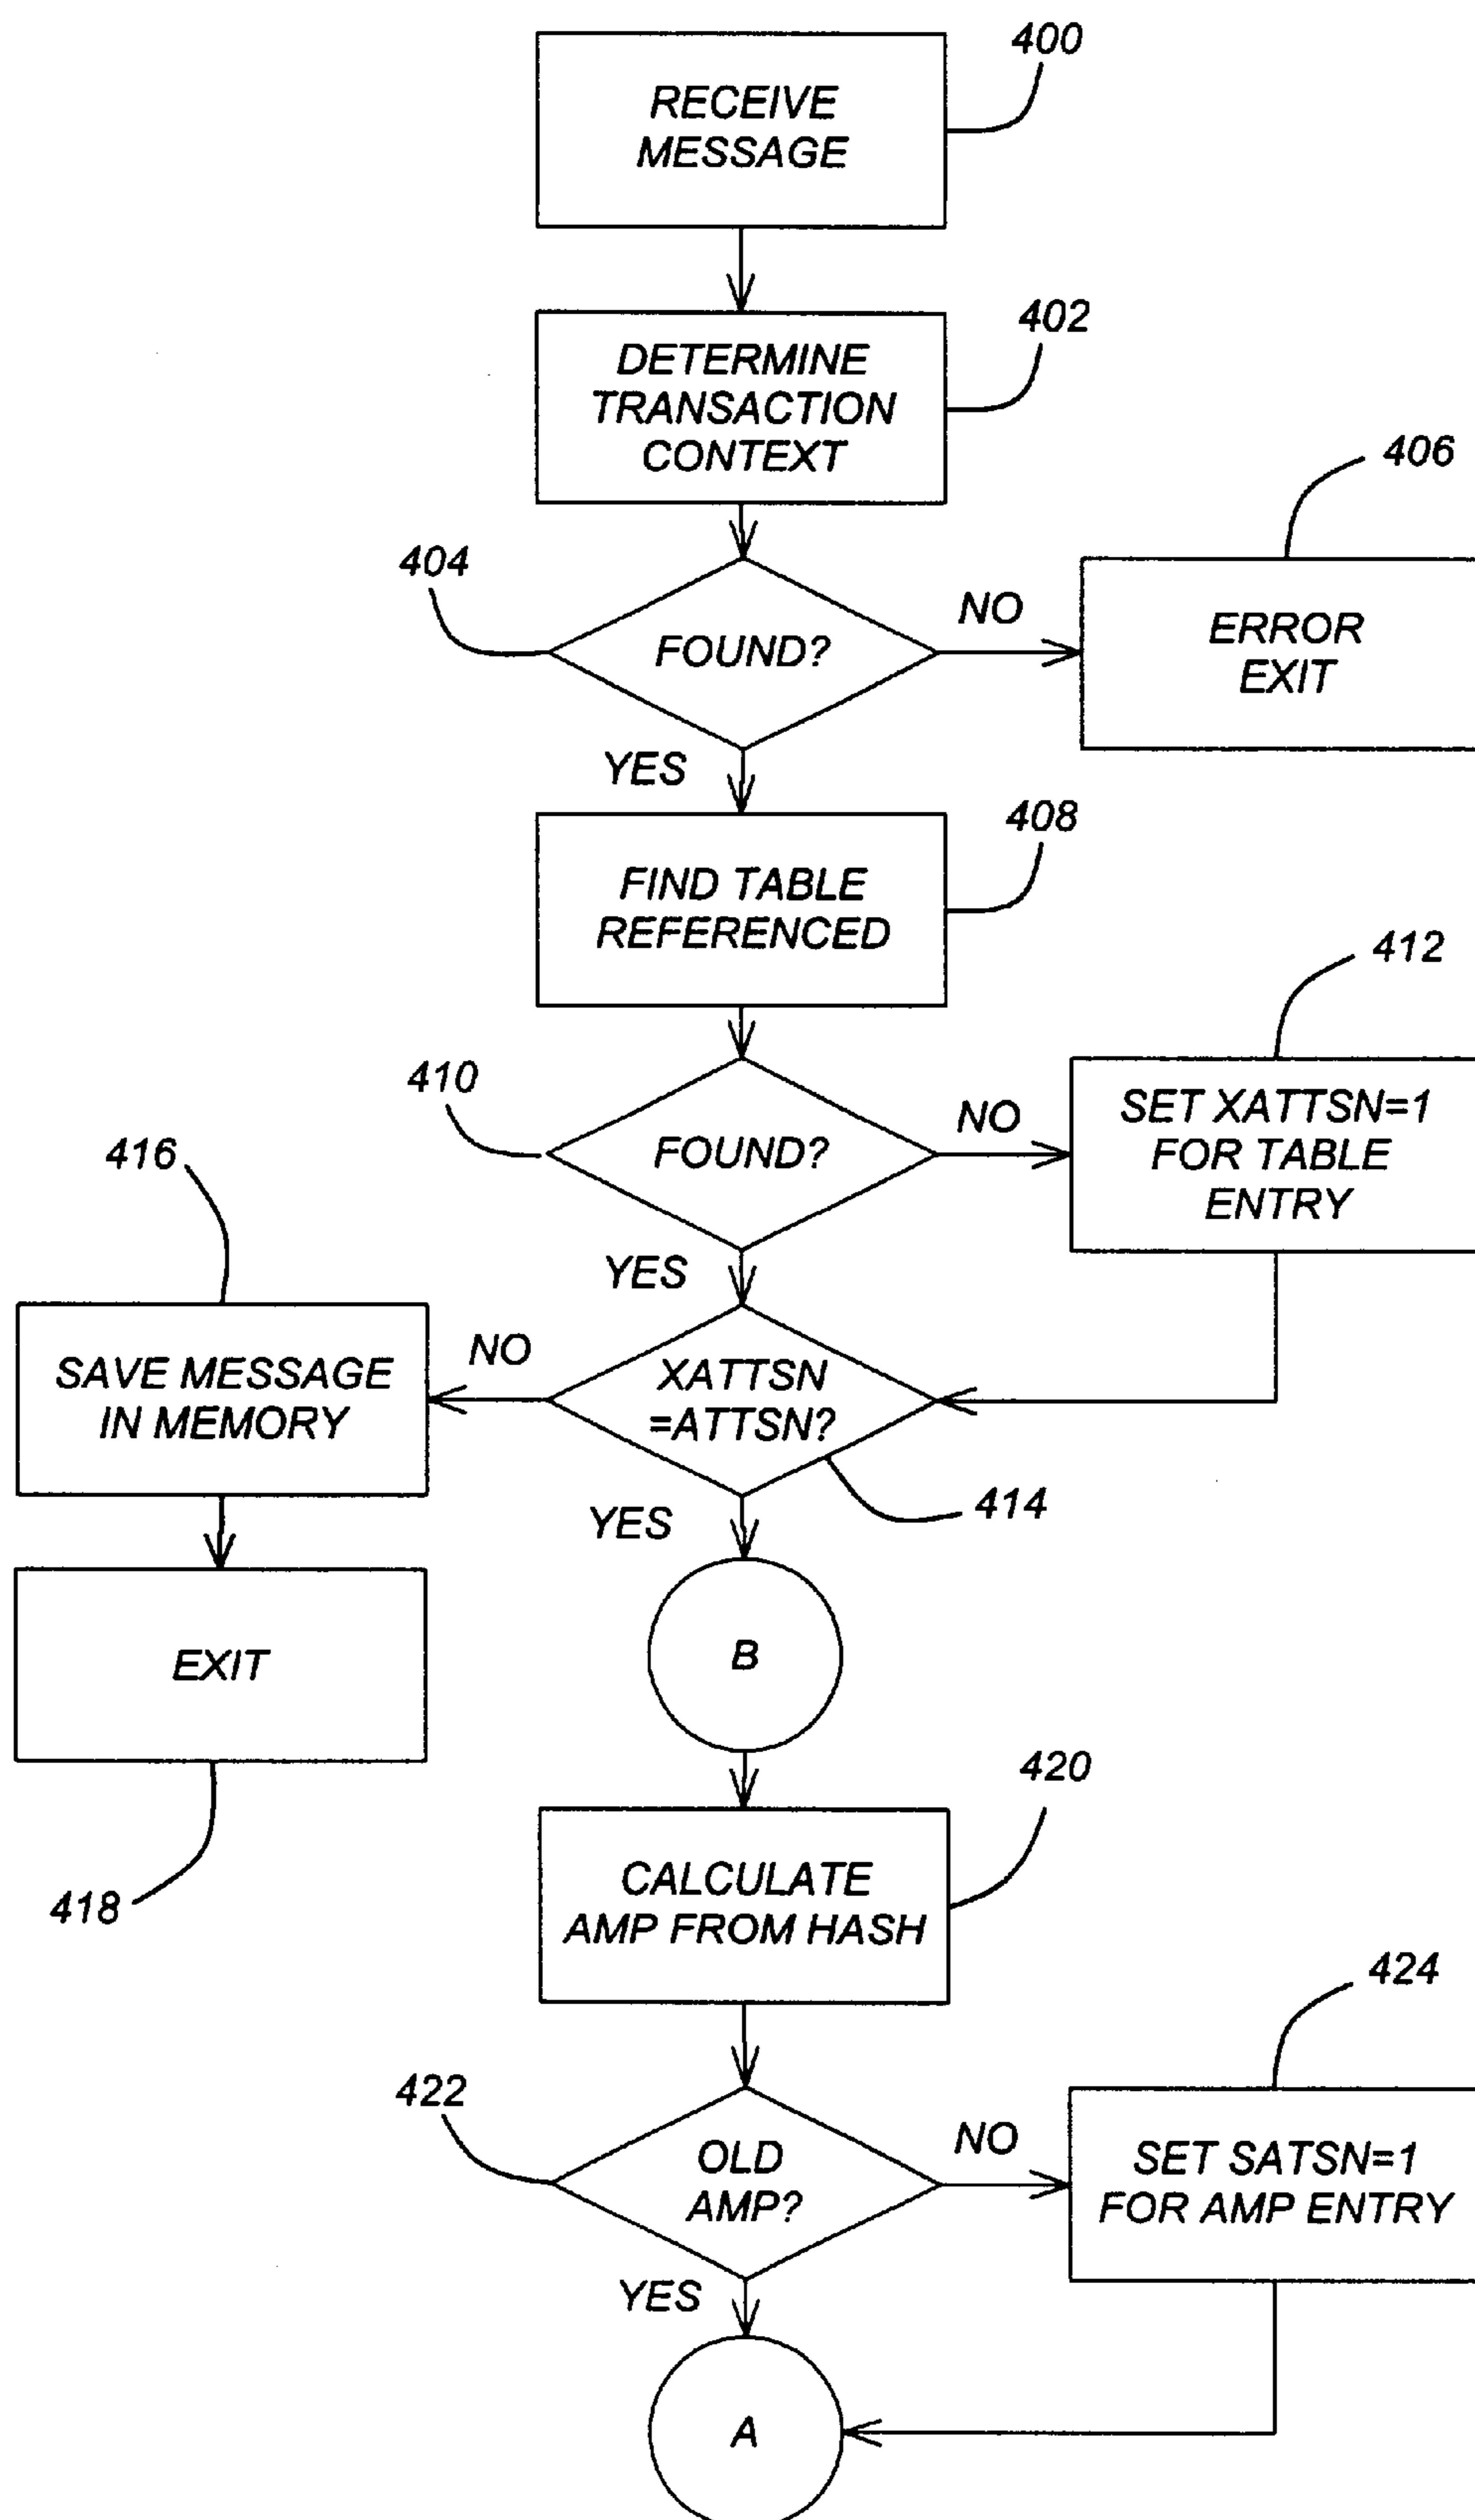 400
RECEIVE
MESSAGE
402
DETERMINE
TRANSACTION
CONTEXT
406
404
FOUND?
NO
ERROR
EXIT
YES
408
FIND TABLE
REFERENCED
412
410
FOUND?
NO
SET XATTSN=1
FOR TABLE
ENTRY
416
YES
SAVE MESSAGE
IN MEMORY
NO
XATTSN
=ATTSN?
414
YES
EXIT
B
418
420
CALCULATE
AMP FROM HASH
424
422
OLD
AMP?
NO
SET SATSN=1
FOR AMP ENTRY
YES
A